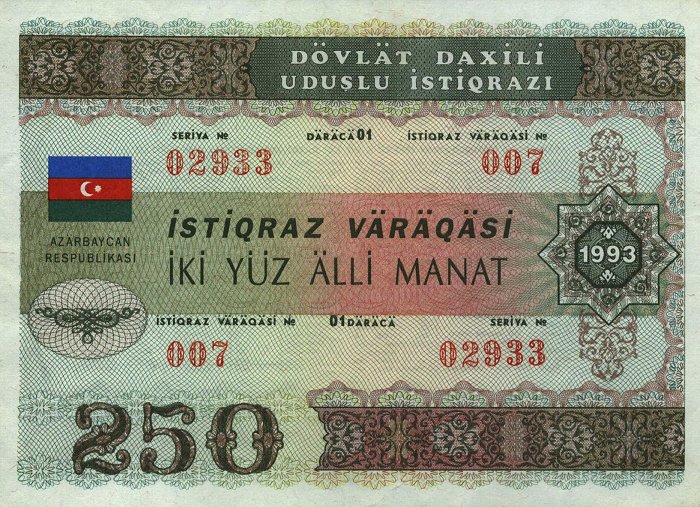 DÖVLÄT DAXİLİ
UDUŞLU İSTİQRAZI
SERİYA № DÄRÄCÄ 01 İSTİQRAZ VÄRÄQÄSİ №
02933 007
AZARBAYCAN
RESPUBLİKASI
İSTİQRAZ VÄRÄQÄSİ
İKİ YÜZ ÄLLİ MANAT
1993
İSTİQRAZ VÄRÄQÄSİ № 01 DÄRÄCÄ SERİYA №
007 02933
250